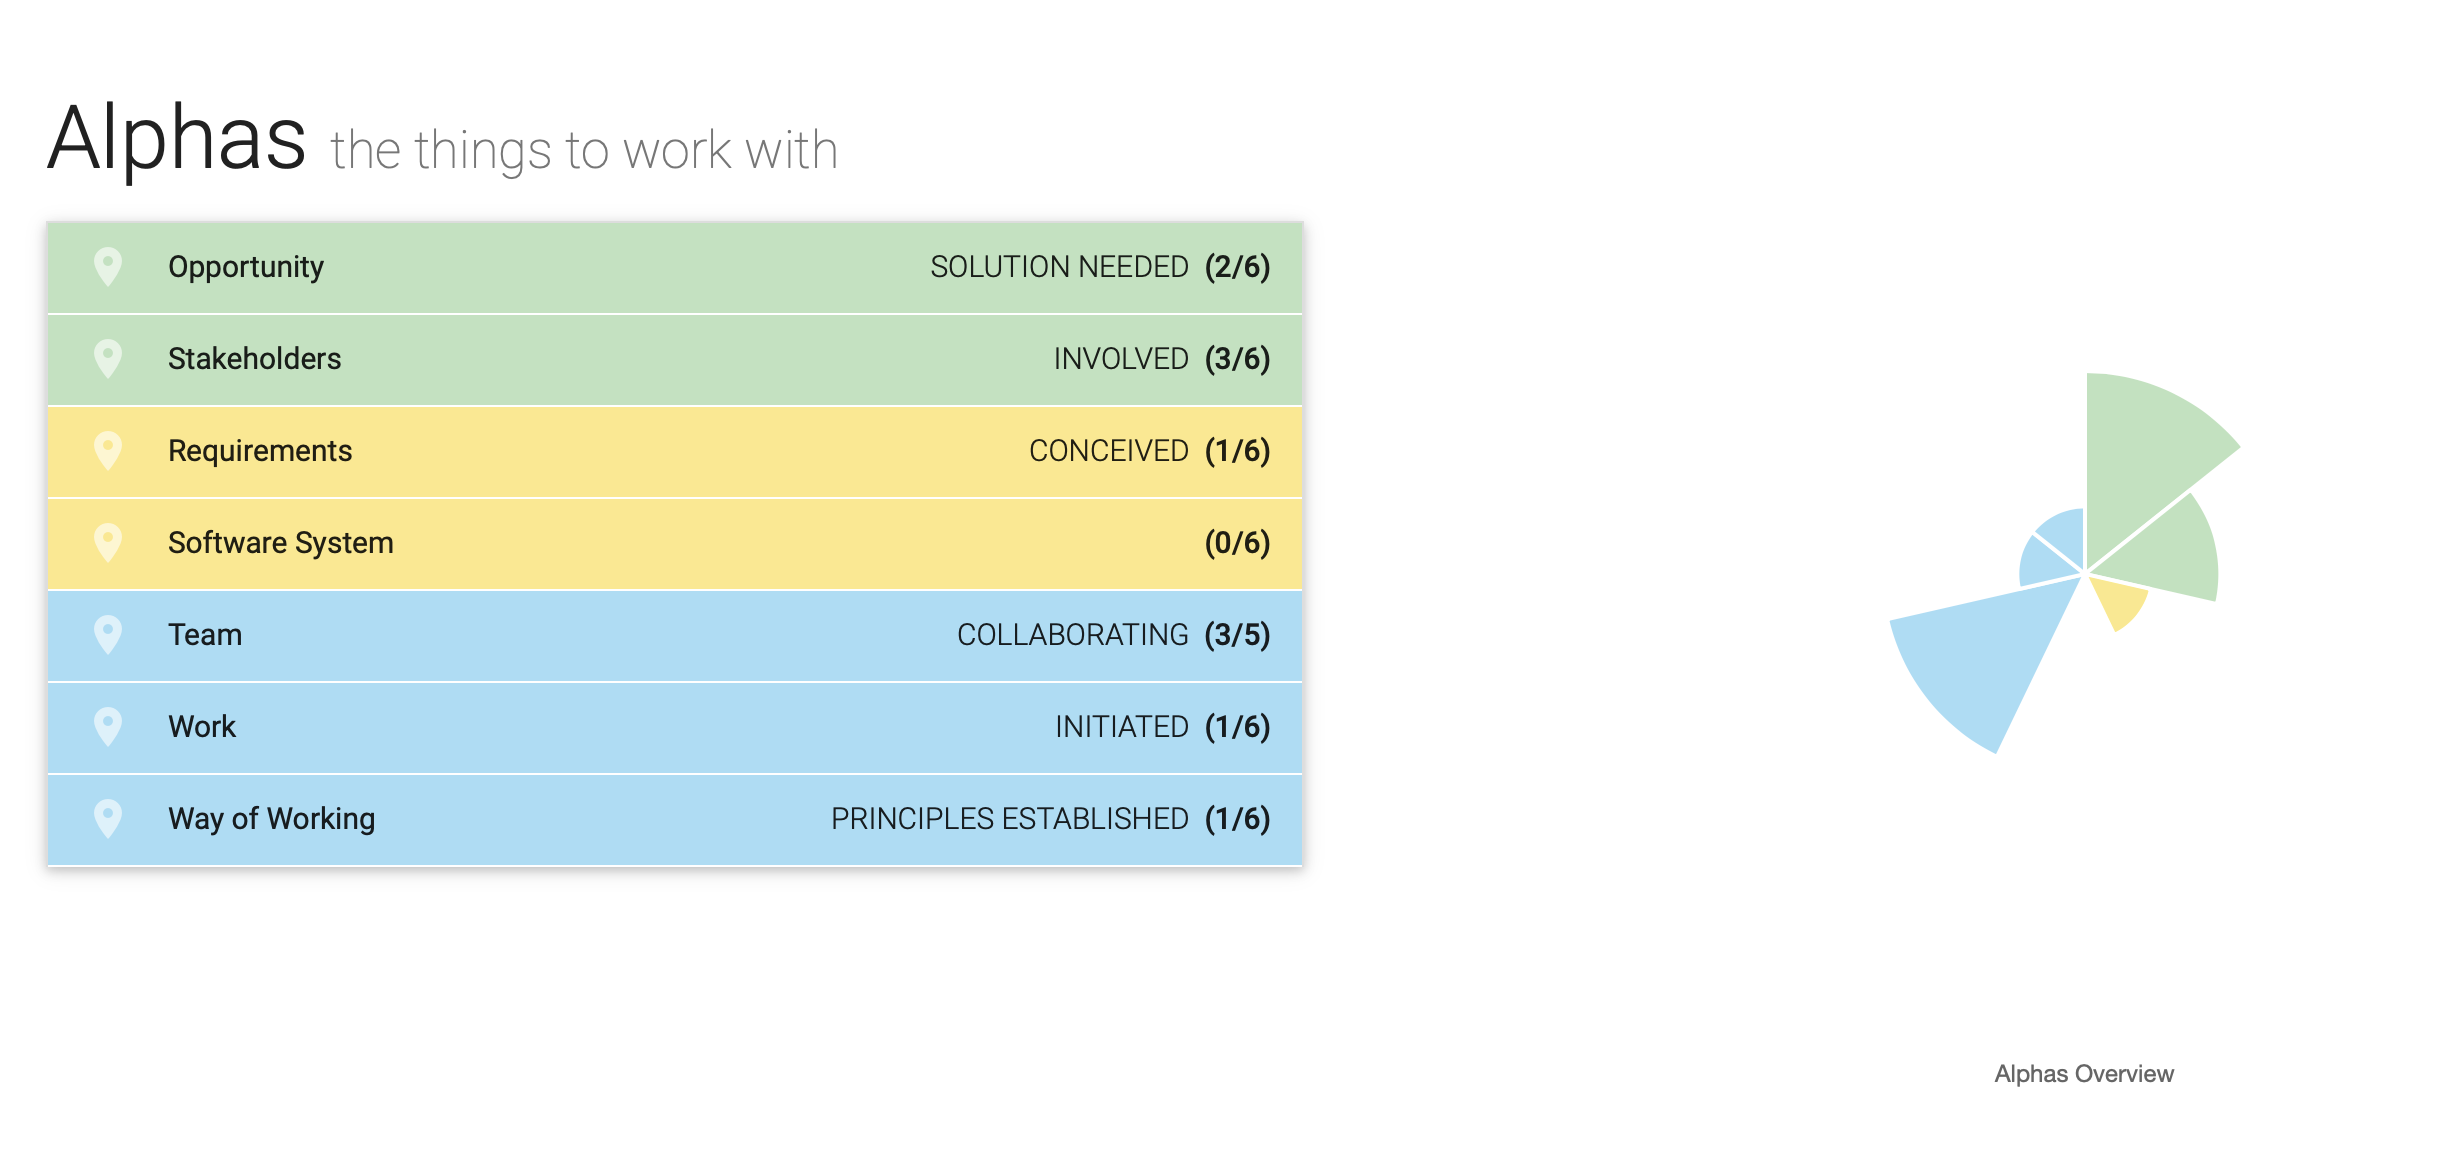 Alphas the things to work with
Opportunity SOLUTION NEEDED (2/6)
Stakeholders INVOLVED (3/6)
Requirements CONCEIVED (1/6)
Software System (0/6)
Team COLLABORATING (3/5)
Work INITIATED (1/6)
Way of Working PRINCIPLES ESTABLISHED (1/6)
Alphas Overview